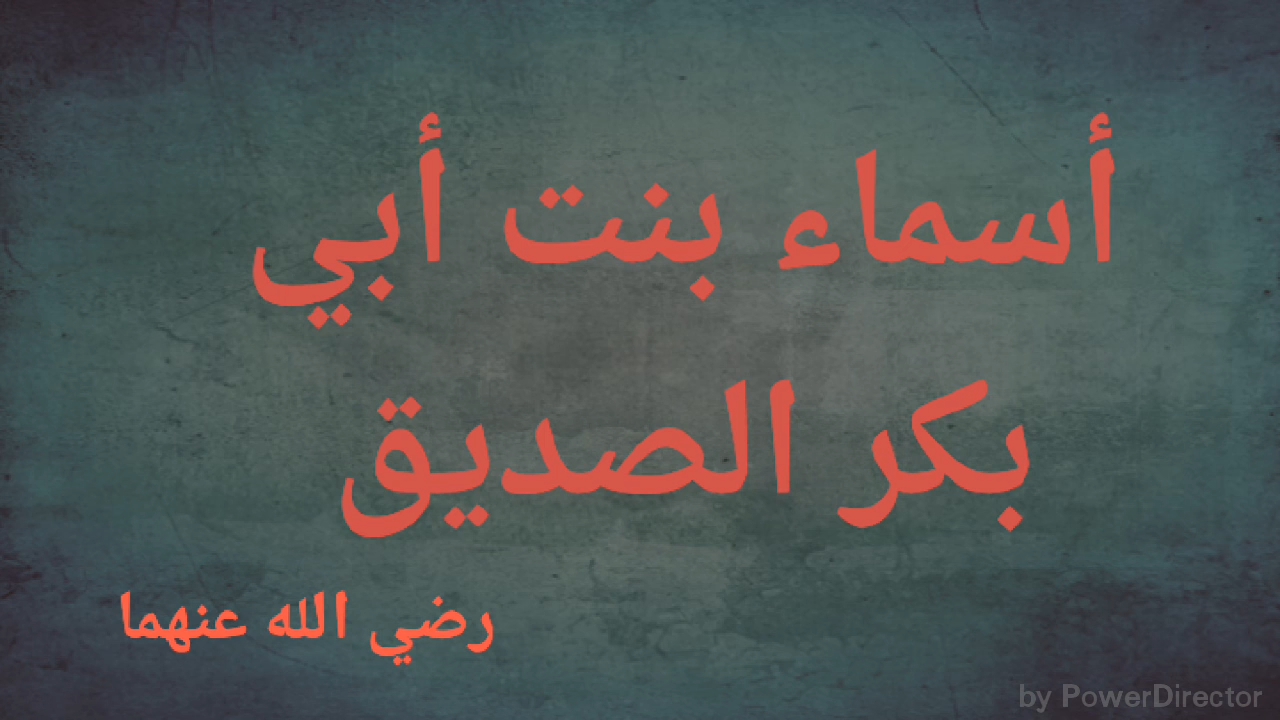 أسماء بنت أبي
بكر الصديق
رضي الله عنهما
by PowerDirector